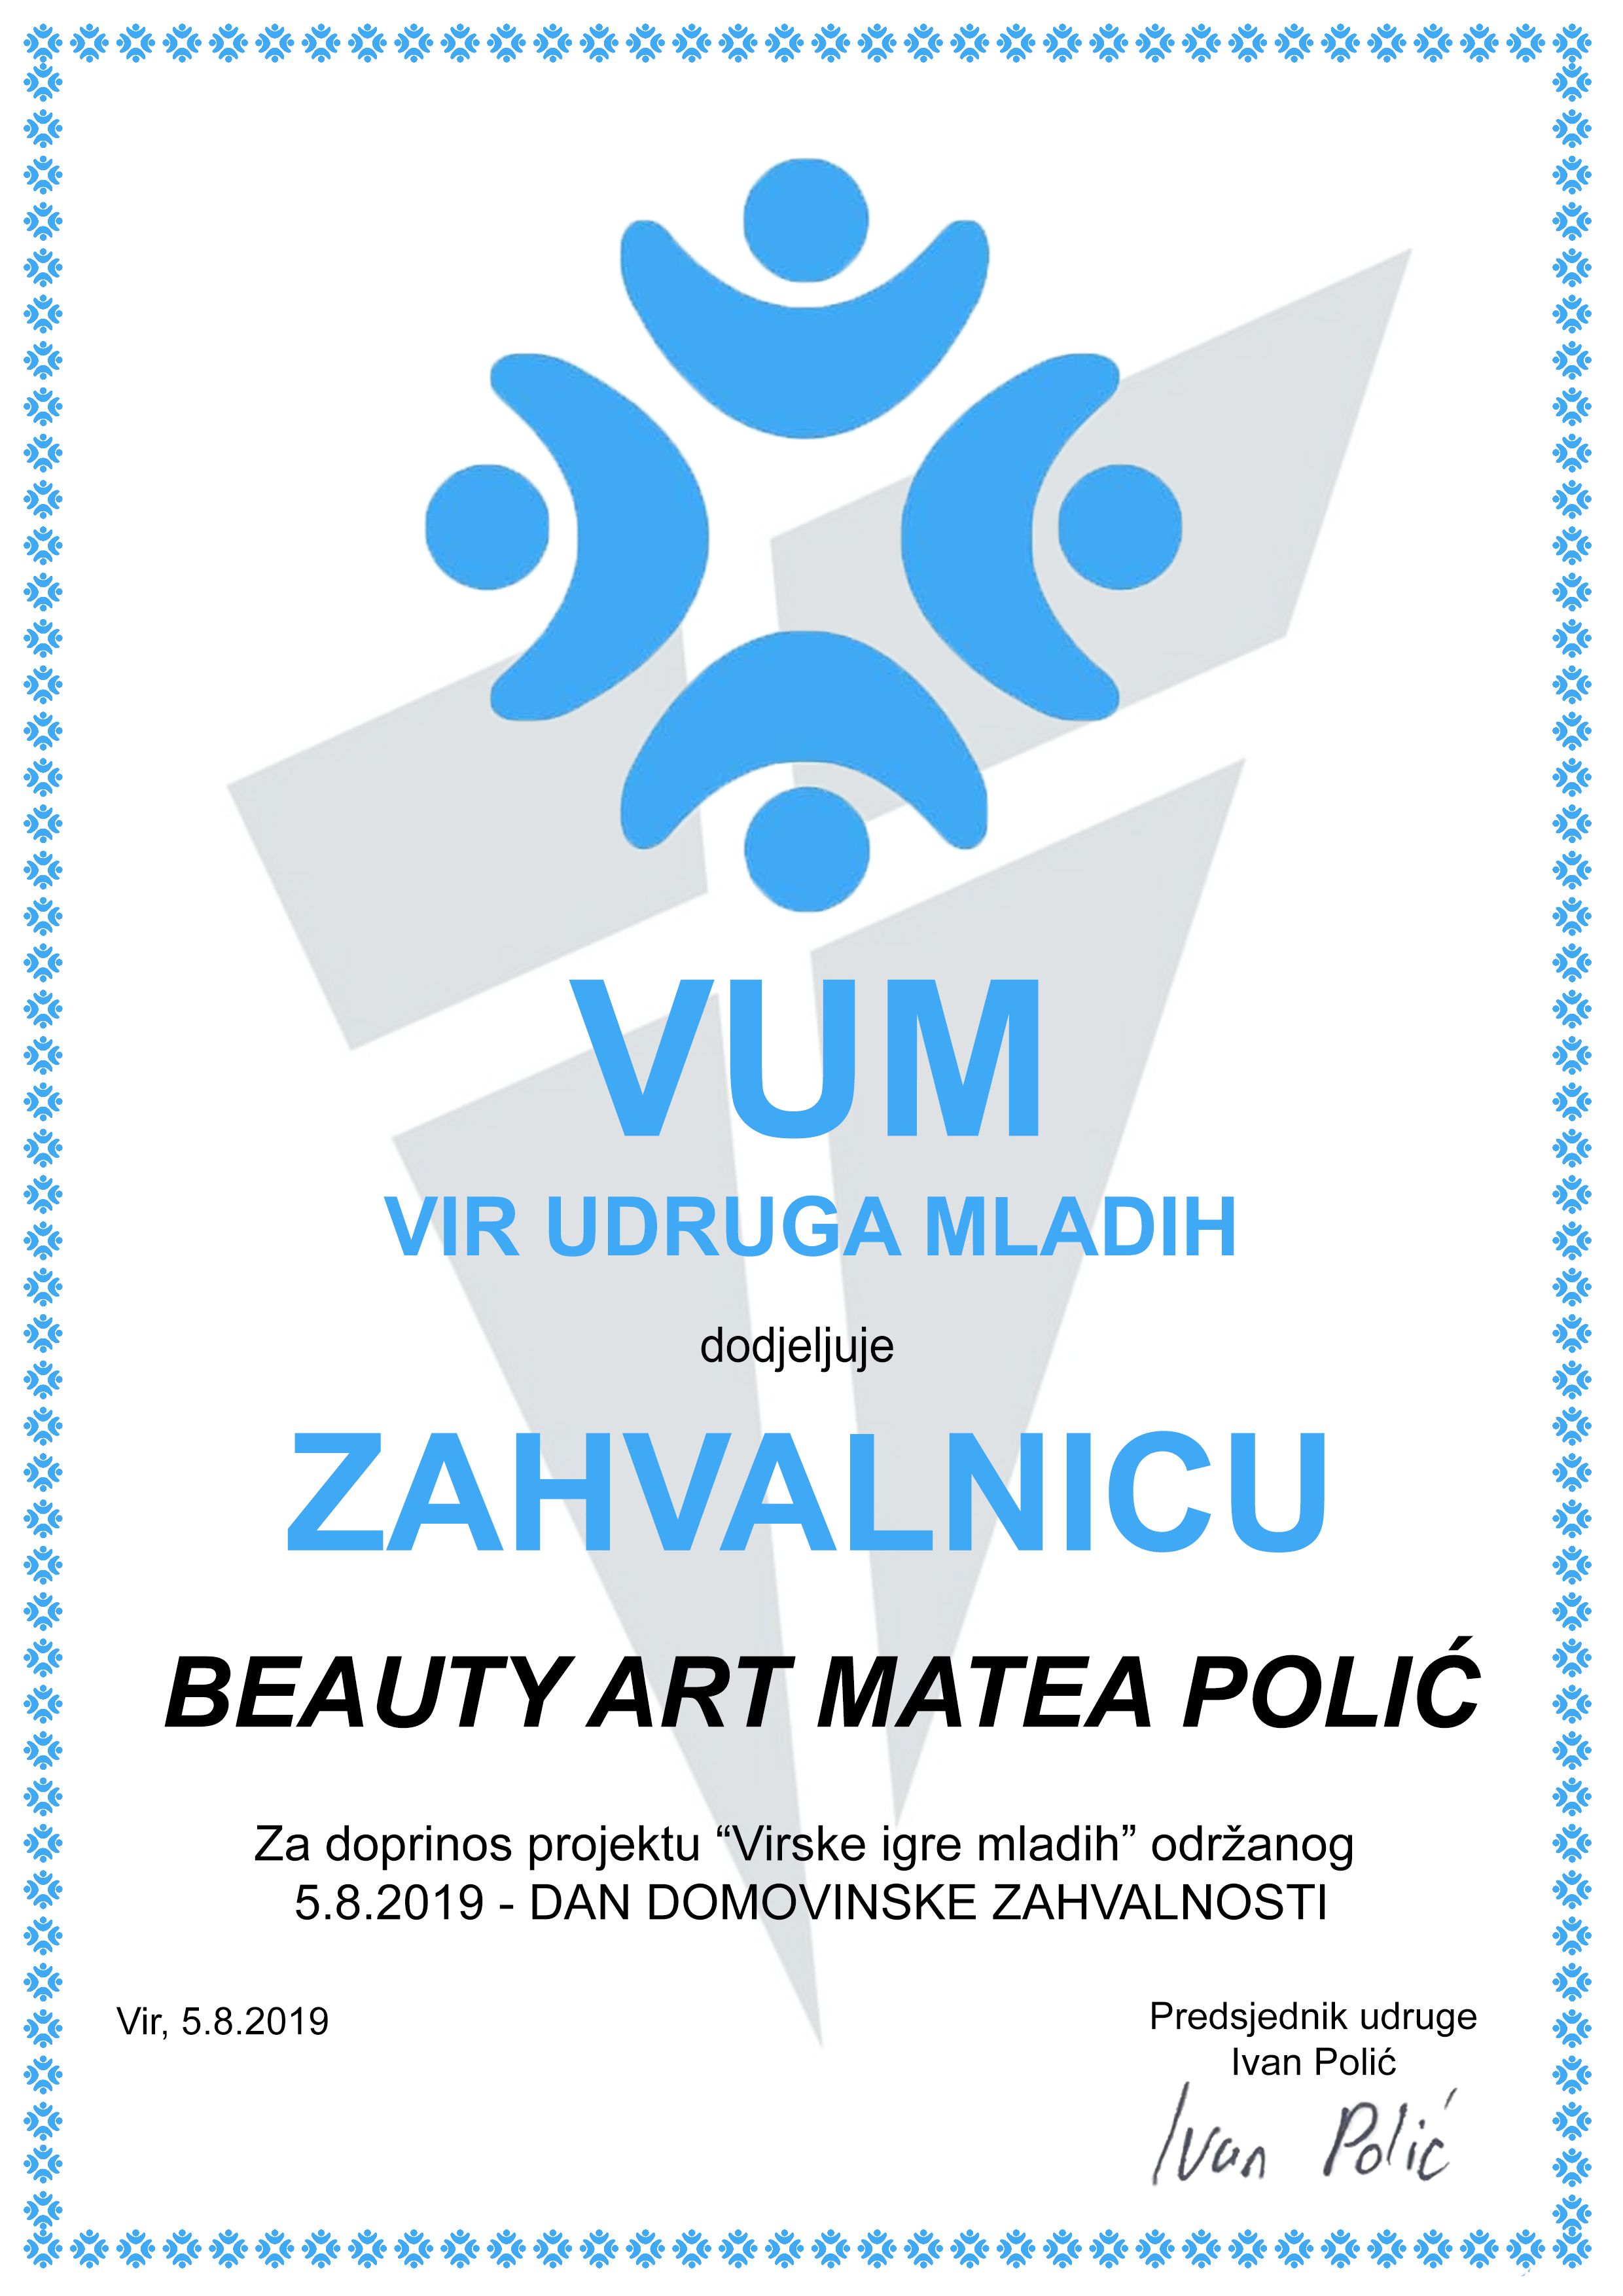 VUM
VIR UDRUGA MLADIH
dodjeljuje
ZAHVALNICU
BEAUTY ART MATEA POLIĆ
Za doprinos projektu “Virske igre mladih” održanog
5.8.2019 - DAN DOMOVINSKE ZAHVALNOSTI
Vir, 5.8.2019
Predsjednik udruge
Ivan Polić
Ivan Polić